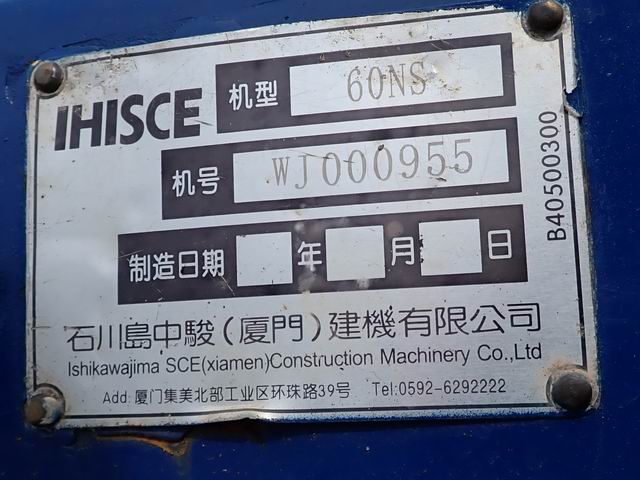 IHISCE
机型 60NS
机号 WJ000955
制造日期 年 月 日
石川島中駿(厦門)建機有限公司
Ishikawajima SCE(xiamen)Construction Machinery Co.,Ltd
Add: 厦门集美北部工业区环珠路39号 Tel:0592-6292222
B40500300